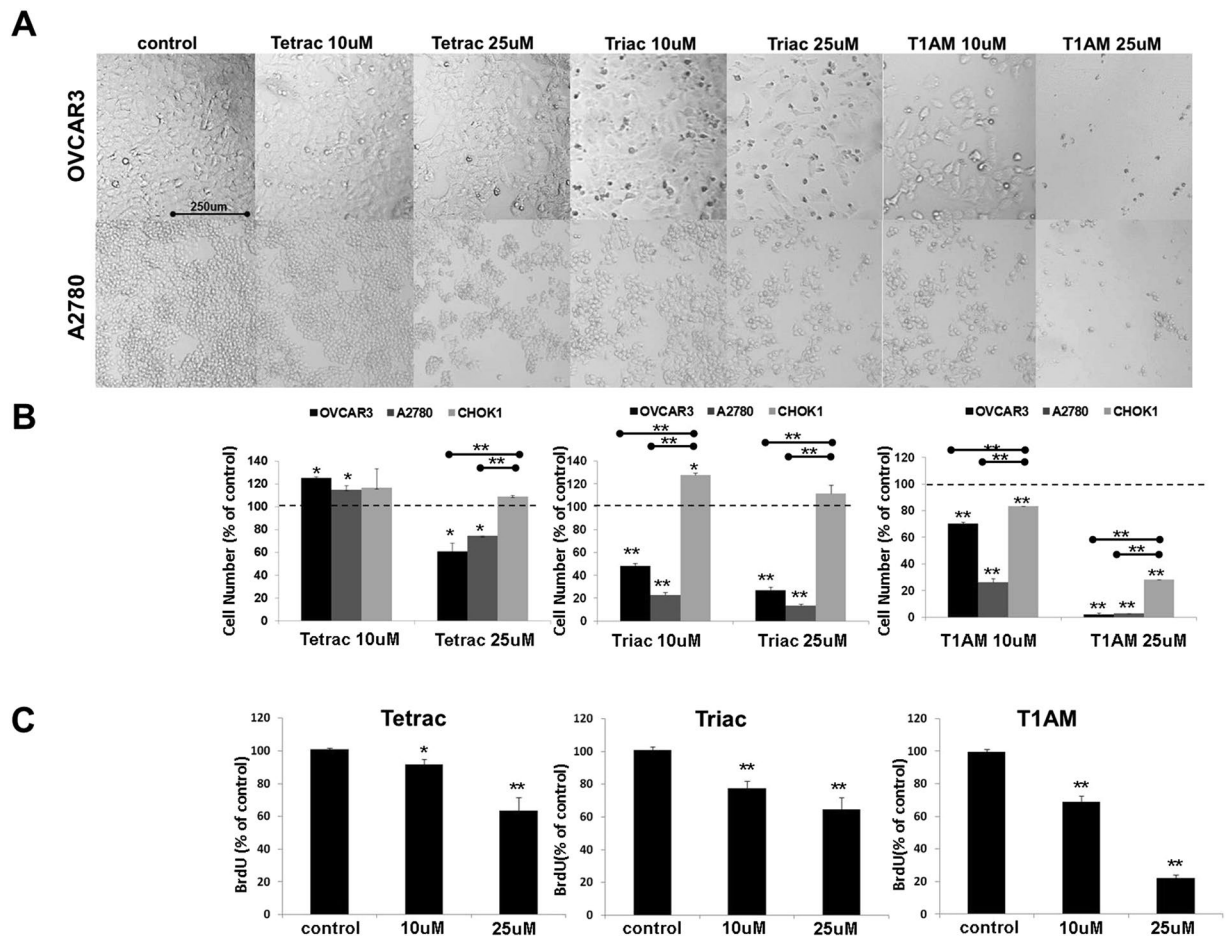 A
control Tetrac 10uM Tetrac 25uM Triac 10uM Triac 25uM T1AM 10uM T1AM 25uM
OVCAR3
250um
A2780
B
OVCAR3 A2780 CHOK1
Cell Number (% of control)
140
120
100
80
60
40
20
0
* *
* *
**
**
Tetrac 10uM Tetrac 25uM
OVCAR3 A2780 CHOK1
Cell Number (% of control)
140
120
100
80
60
40
20
0
**
**
*
** **
**
**
** **
Triac 10uM Triac 25uM
OVCAR3 A2780 CHOK1
Cell Number (% of control)
120
100
80
60
40
20
0
**
**
** ** **
**
**
** ** **
T1AM 10uM T1AM 25uM
C
Tetrac
BrdU (% of control)
120
100
80
60
40
20
0
*
**
control 10uM 25uM
Triac
BrdU(% of control)
120
100
80
60
40
20
0
**
**
control 10uM 25uM
T1AM
BrdU(% of control)
120
100
80
60
40
20
0
**
**
control 10uM 25uM